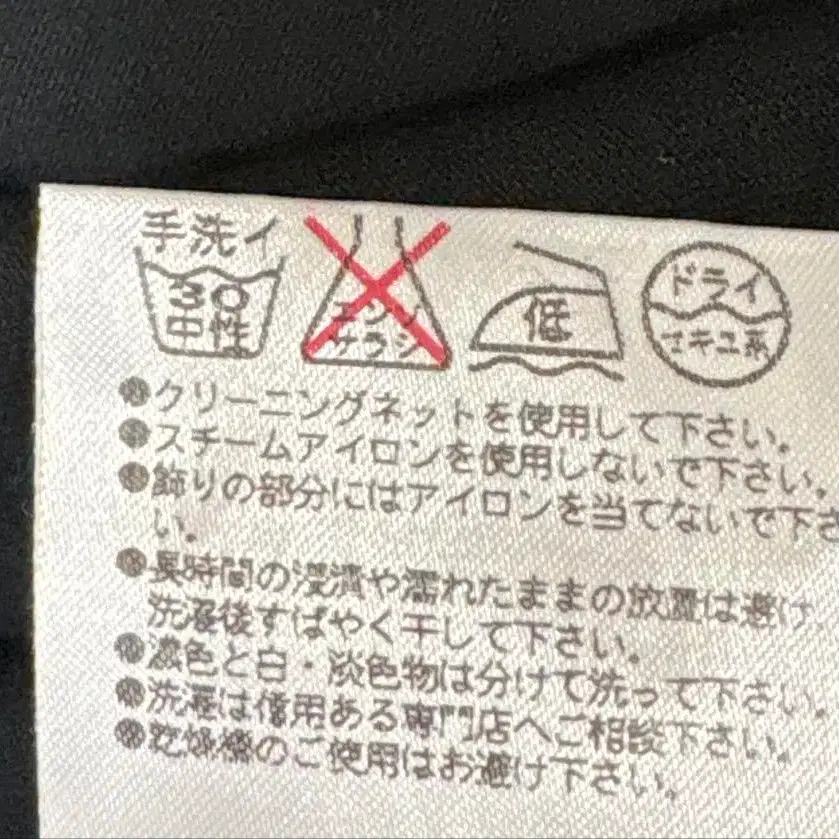 手洗イ
30
中性
エンソ
サラシ
低
ドライ
セキユ系
●クリーニングネットを使用して下さい。
●スチームアイロンを使用しないで下さい。
●飾りの部分にはアイロンを当てないで下さ
い。
●長時間の浸漬や濡れたままの放置は避け
洗濯後すばやく干して下さい。
●濃色と白・淡色物は分けて洗って下さい。
●洗濯は信用ある専門店へご相談下さい。
●乾燥機のご使用はお避け下さい。